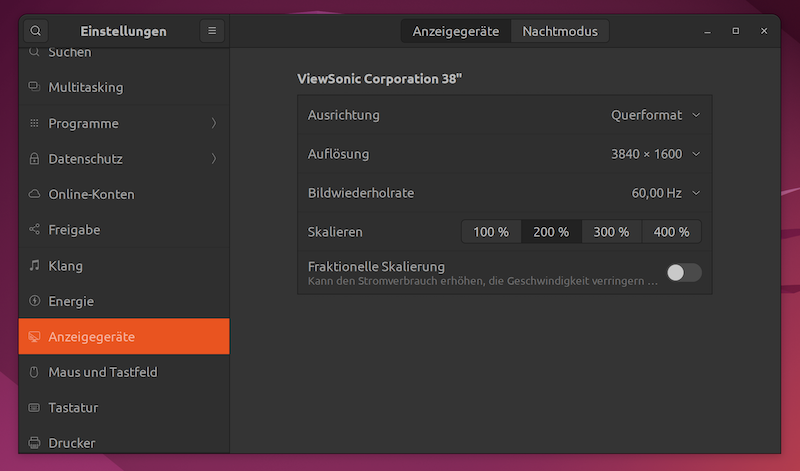 Einstellungen
Anzeigegeräte
Nachtmodus
Suchen
Multitasking
Programme
Datenschutz
Online-Konten
Freigabe
Klang
Energie
Anzeigegeräte
Maus und Tastfeld
Tastatur
Drucker
ViewSonic Corporation 38"
Ausrichtung Querformat
Auflösung 3840 × 1600
Bildwiederholrate 60,00 Hz
Skalieren 100 % 200 % 300 % 400 %
Fraktionelle Skalierung
Kann den Stromverbrauch erhöhen, die Geschwindigkeit verringern …